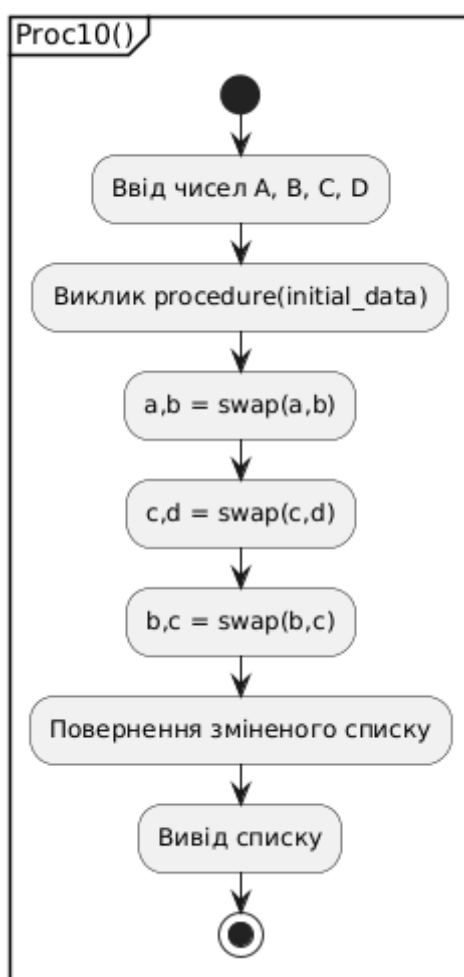 Proc10()
Ввід чисел A, B, C, D
Виклик procedure(initial_data)
a,b = swap(a,b)
c,d = swap(c,d)
b,c = swap(b,c)
Повернення зміненого списку
Вивід списку